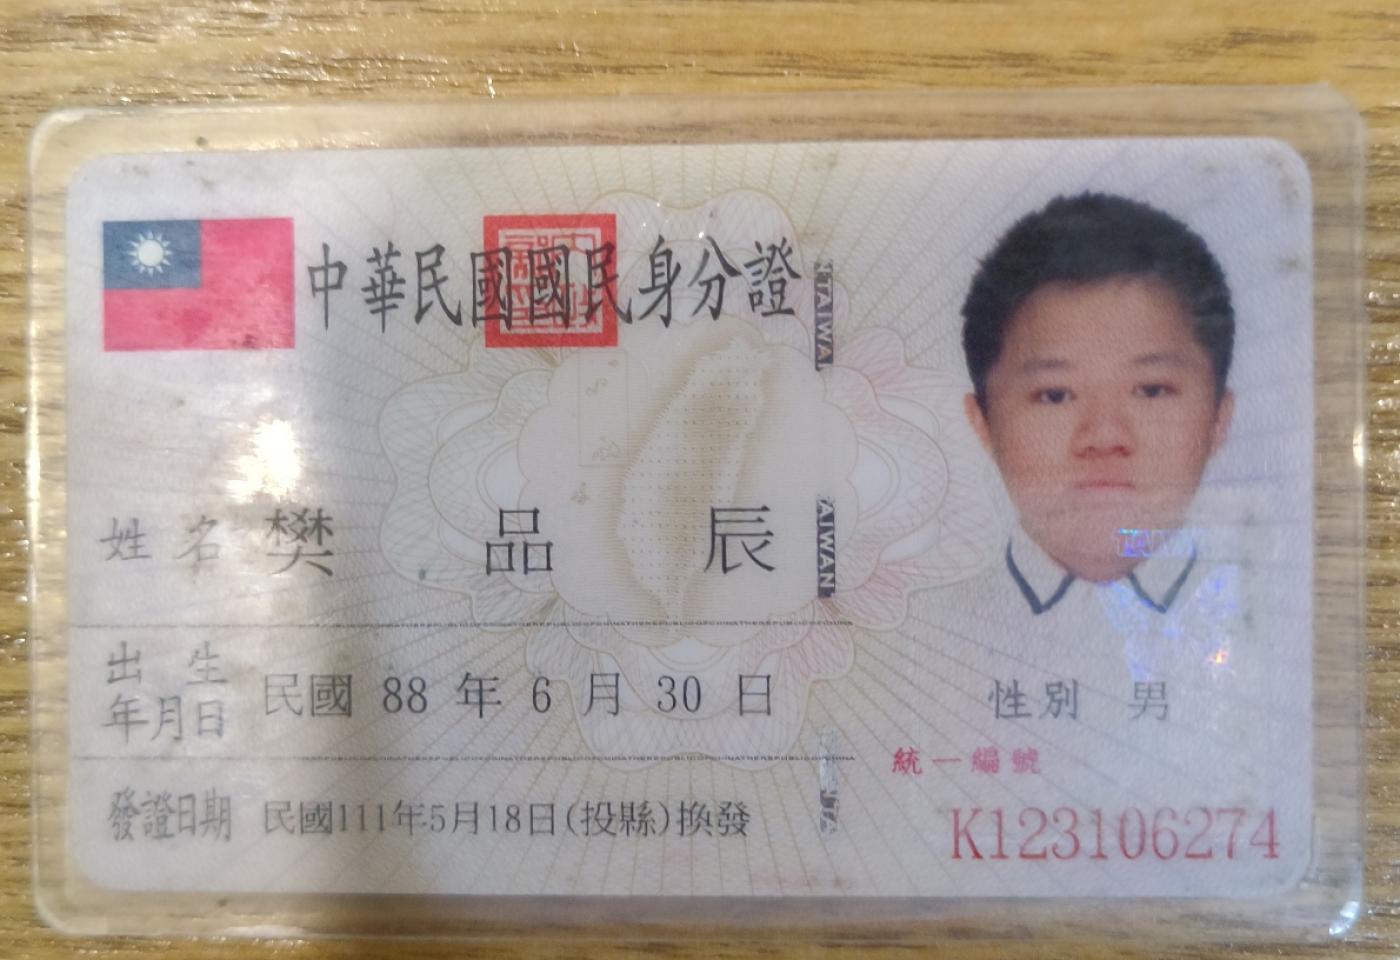 中華民國國民身分證
姓名 樊品辰
出生年月日 民國 88 年 6 月 30 日
性別 男
統一編號
K123106274
發證日期 民國111年5月18日(投縣)換發
TAIWAN
TAIWAN